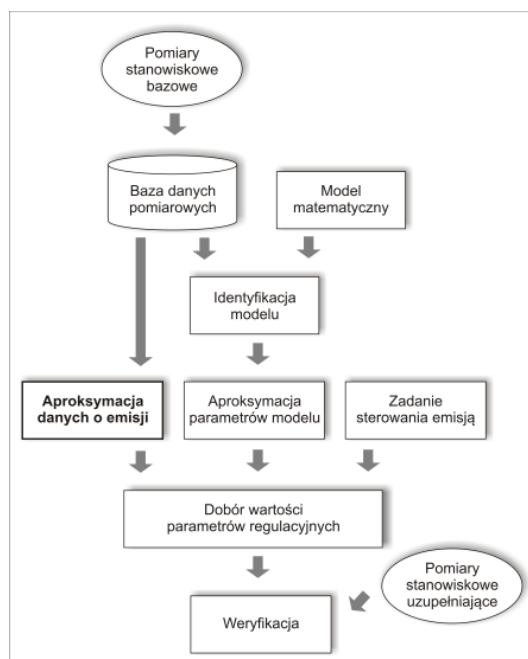 Pomiary
stanowiskowe
bazowe
Baza danych
pomiarowych
Model
matematyczny
Identyfikacja
modelu
Aproksymacja
danych o emisji
Aproksymacja
parametrów modelu
Zadanie
sterowania emisją
Dobór wartości
parametrów regulacyjnych
Pomiary
stanowiskowe
uzupełniające
Weryfikacja